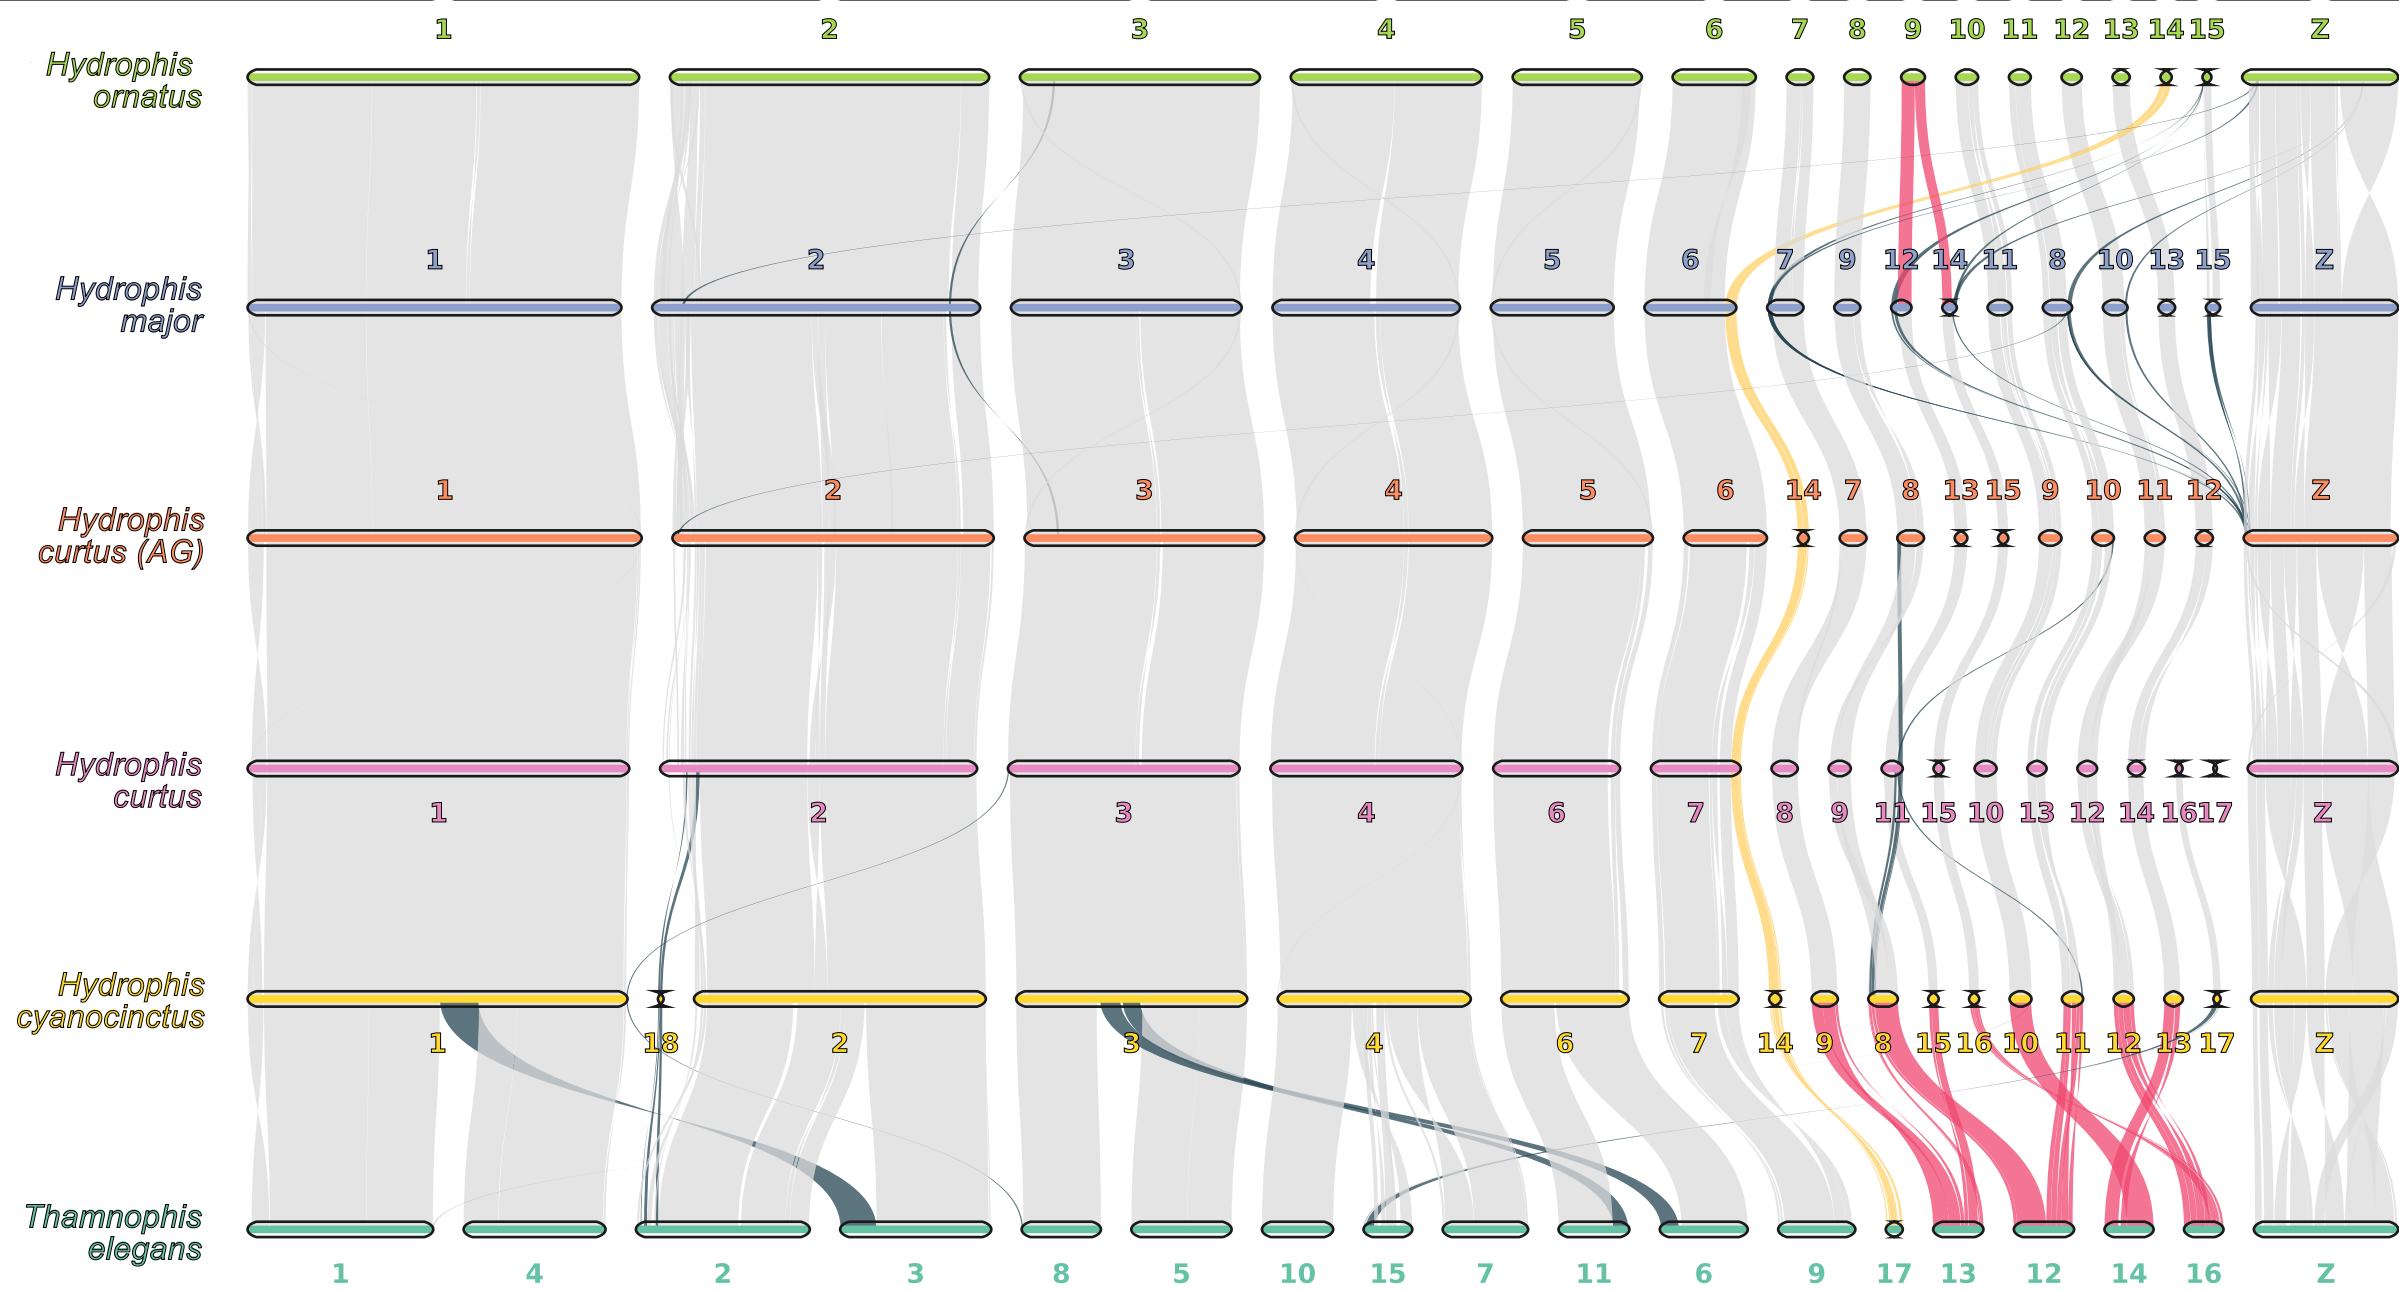 1 2 3 4 5 6 7 8 9 10 11 12 13 14 15 Z
Hydrophis
ornatus
1 2 3 4 5 6 7 9 12 14 11 8 10 13 15 Z
Hydrophis
major
1 2 3 4 5 6 14 7 8 13 15 9 10 11 12 Z
Hydrophis
curtus (AG)
Hydrophis
curtus
1 2 3 4 6 7 8 9 11 15 10 13 12 14 16 17 Z
Hydrophis
cyanocinctus
1 18 2 3 4 6 7 14 9 8 15 16 10 11 12 13 17 Z
Thamnophis
elegans
1 4 2 3 8 5 10 15 7 11 6 9 17 13 12 14 16 Z